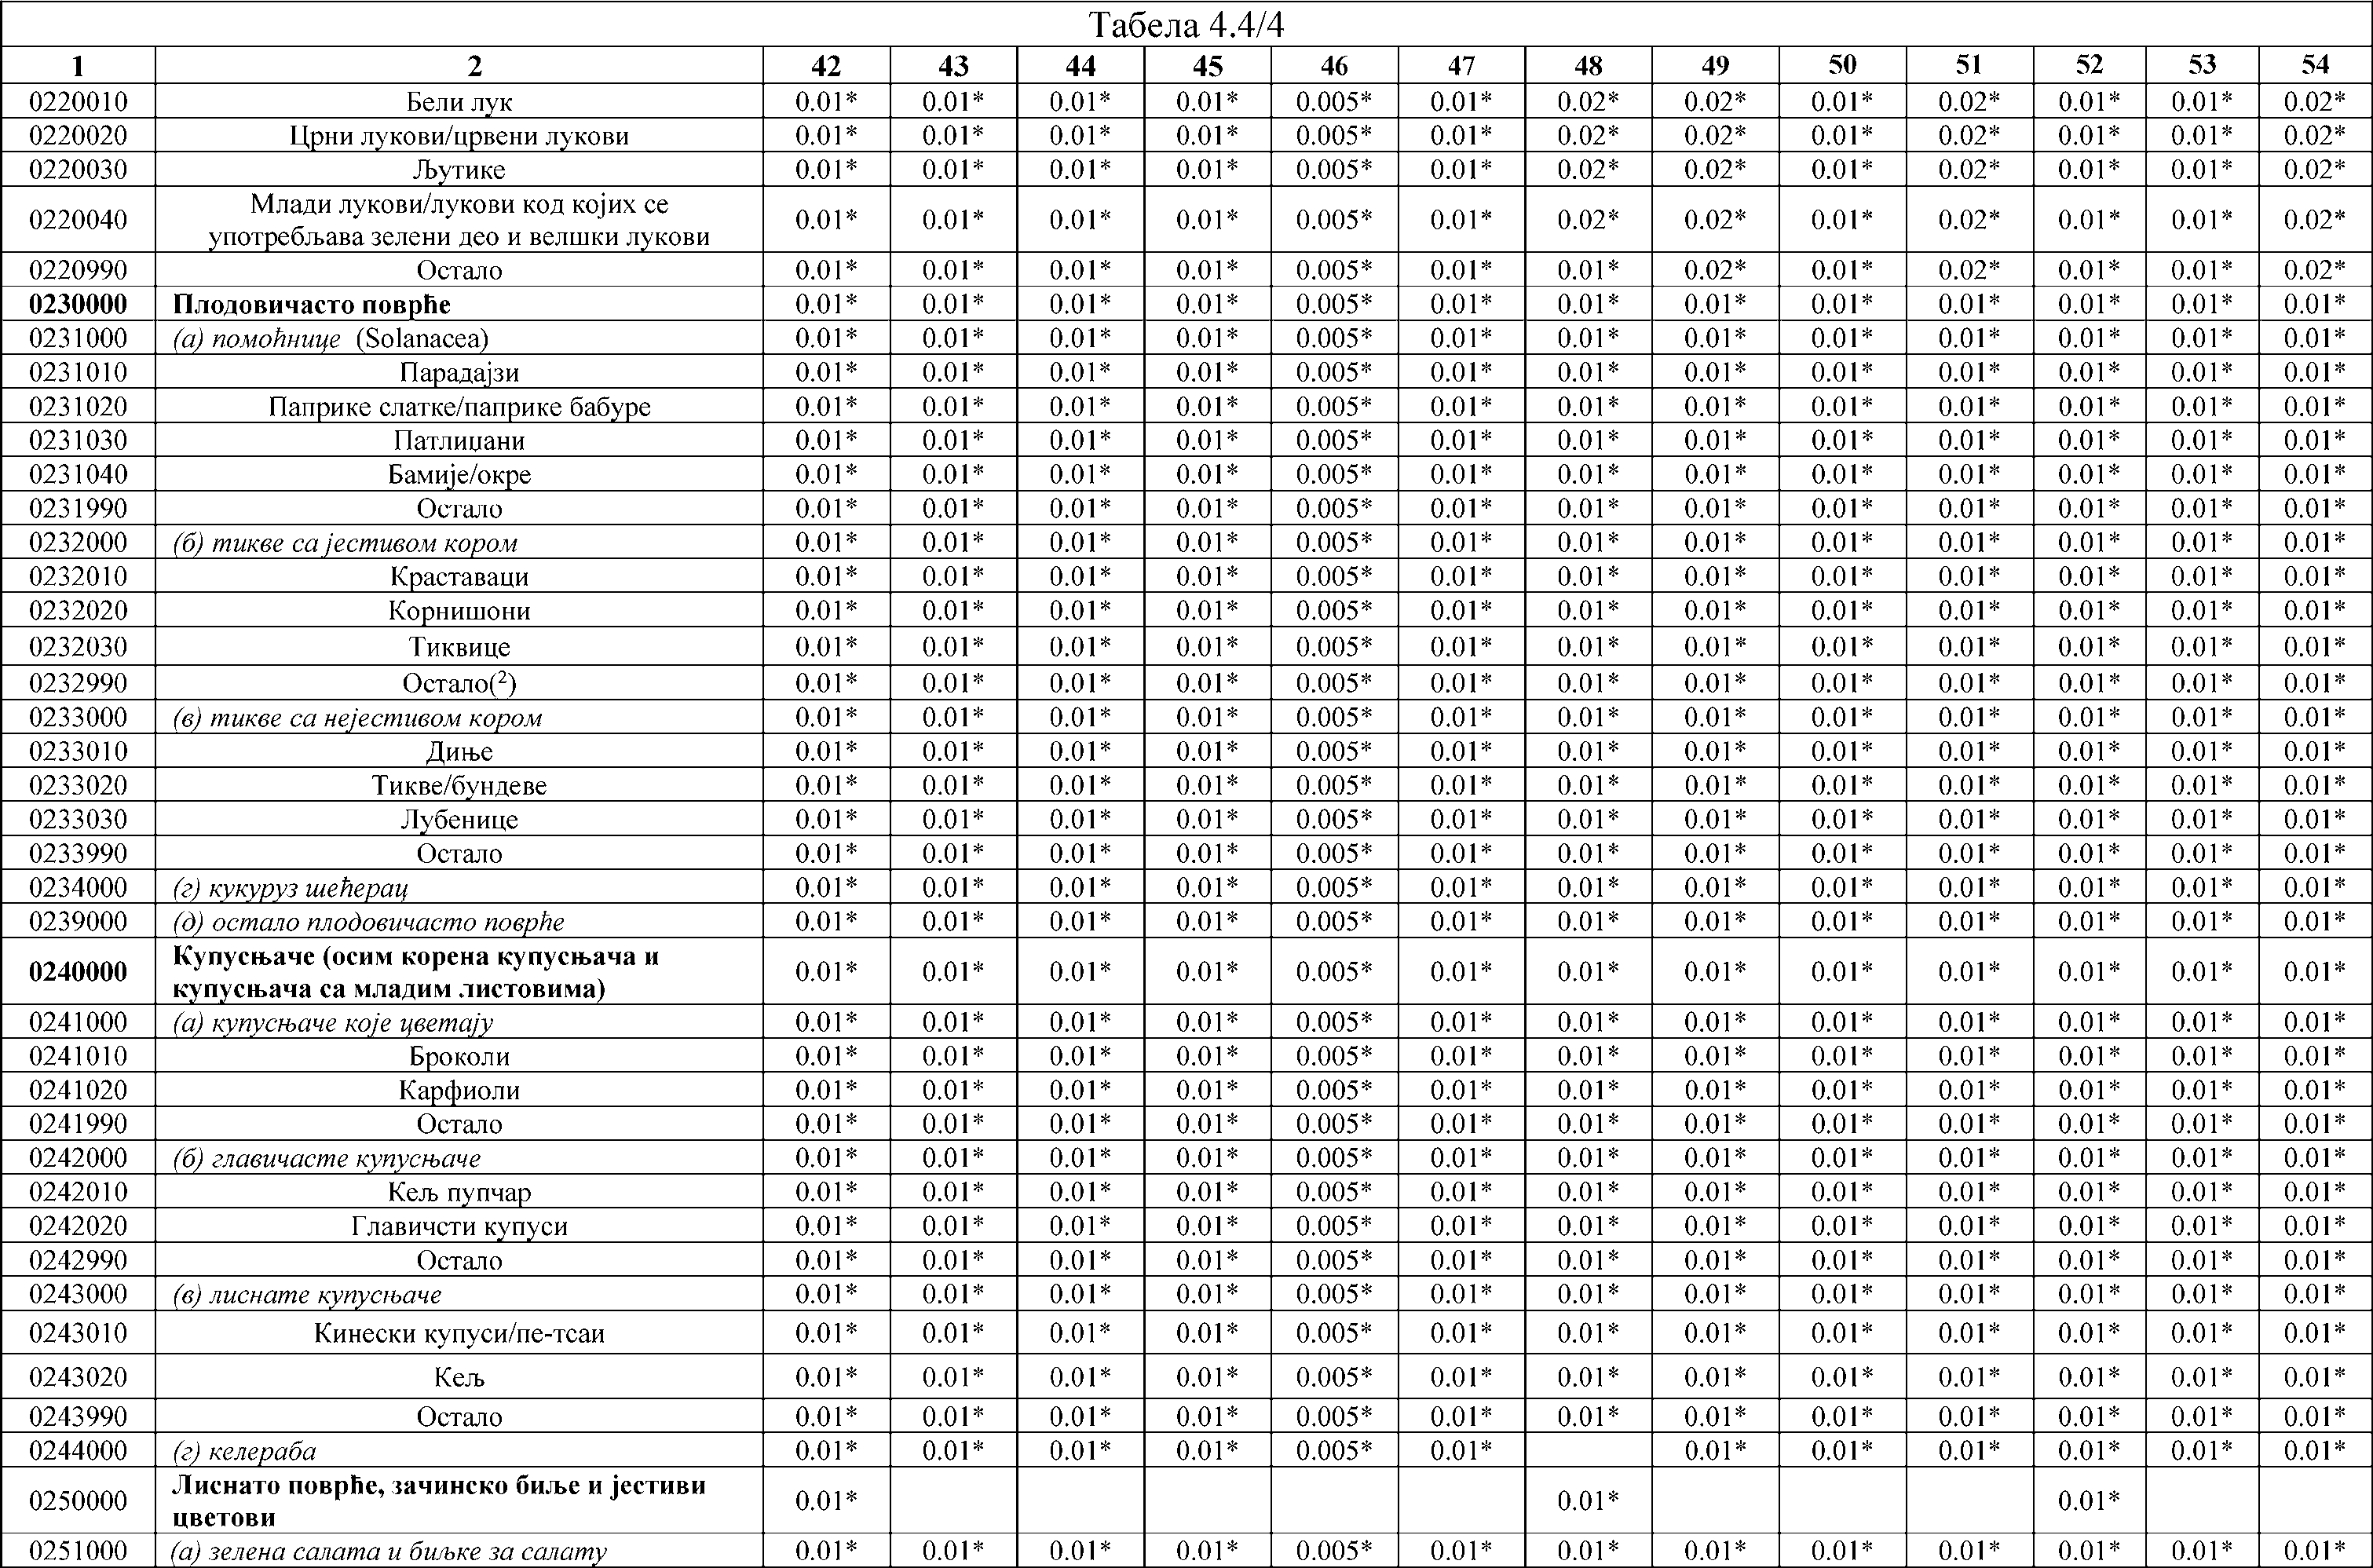 Табела 4.4/4
1 2 42 43 44 45 46 47 48 49 50 51 52 53 54
0220010 Бели лук 0.01* 0.01* 0.01* 0.01* 0.005* 0.01* 0.02* 0.02* 0.01* 0.02* 0.01* 0.01* 0.02*
0220020 Црни лукови/црвени лукови 0.01* 0.01* 0.01* 0.01* 0.005* 0.01* 0.02* 0.02* 0.01* 0.02* 0.01* 0.01* 0.02*
0220030 Љутике 0.01* 0.01* 0.01* 0.01* 0.005* 0.01* 0.02* 0.02* 0.01* 0.02* 0.01* 0.01* 0.02*
Млади лукови/лукови код којих се
0220040 употребљава зелени део и велшки лукови 0.01* 0.01* 0.01* 0.01* 0.005* 0.01* 0.02* 0.02* 0.01* 0.02* 0.01* 0.01* 0.02*
0220990 Остало 0.01* 0.01* 0.01* 0.01* 0.005* 0.01* 0.01* 0.02* 0.01* 0.02* 0.01* 0.01* 0.02*
0230000 Плодовичасто поврће 0.01* 0.01* 0.01* 0.01* 0.005* 0.01* 0.01* 0.01* 0.01* 0.01* 0.01* 0.01* 0.01*
0231000 (а) помоћнице (Solanacea) 0.01* 0.01* 0.01* 0.01* 0.005* 0.01* 0.01* 0.01* 0.01* 0.01* 0.01* 0.01* 0.01*
0231010 Парадајзи 0.01* 0.01* 0.01* 0.01* 0.005* 0.01* 0.01* 0.01* 0.01* 0.01* 0.01* 0.01* 0.01*
0231020 Паприке слатке/паприке бабуре 0.01* 0.01* 0.01* 0.01* 0.005* 0.01* 0.01* 0.01* 0.01* 0.01* 0.01* 0.01* 0.01*
0231030 Патлиџани 0.01* 0.01* 0.01* 0.01* 0.005* 0.01* 0.01* 0.01* 0.01* 0.01* 0.01* 0.01* 0.01*
0231040 Бамије/окре 0.01* 0.01* 0.01* 0.01* 0.005* 0.01* 0.01* 0.01* 0.01* 0.01* 0.01* 0.01* 0.01*
0231990 Остало 0.01* 0.01* 0.01* 0.01* 0.005* 0.01* 0.01* 0.01* 0.01* 0.01* 0.01* 0.01* 0.01*
0232000 (б) тикве са јестивом кором 0.01* 0.01* 0.01* 0.01* 0.005* 0.01* 0.01* 0.01* 0.01* 0.01* 0.01* 0.01* 0.01*
0232010 Краставаци 0.01* 0.01* 0.01* 0.01* 0.005* 0.01* 0.01* 0.01* 0.01* 0.01* 0.01* 0.01* 0.01*
0232020 Корнишони 0.01* 0.01* 0.01* 0.01* 0.005* 0.01* 0.01* 0.01* 0.01* 0.01* 0.01* 0.01* 0.01*
0232030 Тиквице 0.01* 0.01* 0.01* 0.01* 0.005* 0.01* 0.01* 0.01* 0.01* 0.01* 0.01* 0.01* 0.01*
0232990 Остало(²) 0.01* 0.01* 0.01* 0.01* 0.005* 0.01* 0.01* 0.01* 0.01* 0.01* 0.01* 0.01* 0.01*
0233000 (в) тикве са нејестивом кором 0.01* 0.01* 0.01* 0.01* 0.005* 0.01* 0.01* 0.01* 0.01* 0.01* 0.01* 0.01* 0.01*
0233010 Диње 0.01* 0.01* 0.01* 0.01* 0.005* 0.01* 0.01* 0.01* 0.01* 0.01* 0.01* 0.01* 0.01*
0233020 Тикве/бундеве 0.01* 0.01* 0.01* 0.01* 0.005* 0.01* 0.01* 0.01* 0.01* 0.01* 0.01* 0.01* 0.01*
0233030 Лубенице 0.01* 0.01* 0.01* 0.01* 0.005* 0.01* 0.01* 0.01* 0.01* 0.01* 0.01* 0.01* 0.01*
0233990 Остало 0.01* 0.01* 0.01* 0.01* 0.005* 0.01* 0.01* 0.01* 0.01* 0.01* 0.01* 0.01* 0.01*
0234000 (г) кукуруз шећерац 0.01* 0.01* 0.01* 0.01* 0.005* 0.01* 0.01* 0.01* 0.01* 0.01* 0.01* 0.01* 0.01*
0239000 (д) остало плодовичасто поврће 0.01* 0.01* 0.01* 0.01* 0.005* 0.01* 0.01* 0.01* 0.01* 0.01* 0.01* 0.01* 0.01*
Купусњаче (осим корена купусњача и
0240000 купусњача са младим листовима) 0.01* 0.01* 0.01* 0.01* 0.005* 0.01* 0.01* 0.01* 0.01* 0.01* 0.01* 0.01* 0.01*
0241000 (а) купусњаче које цветају 0.01* 0.01* 0.01* 0.01* 0.005* 0.01* 0.01* 0.01* 0.01* 0.01* 0.01* 0.01* 0.01*
0241010 Броколи 0.01* 0.01* 0.01* 0.01* 0.005* 0.01* 0.01* 0.01* 0.01* 0.01* 0.01* 0.01* 0.01*
0241020 Карфиоли 0.01* 0.01* 0.01* 0.01* 0.005* 0.01* 0.01* 0.01* 0.01* 0.01* 0.01* 0.01* 0.01*
0241990 Остало 0.01* 0.01* 0.01* 0.01* 0.005* 0.01* 0.01* 0.01* 0.01* 0.01* 0.01* 0.01* 0.01*
0242000 (б) главичасте купусњаче 0.01* 0.01* 0.01* 0.01* 0.005* 0.01* 0.01* 0.01* 0.01* 0.01* 0.01* 0.01* 0.01*
0242010 Кељ пупчар 0.01* 0.01* 0.01* 0.01* 0.005* 0.01* 0.01* 0.01* 0.01* 0.01* 0.01* 0.01* 0.01*
0242020 Главичсти купуси 0.01* 0.01* 0.01* 0.01* 0.005* 0.01* 0.01* 0.01* 0.01* 0.01* 0.01* 0.01* 0.01*
0242990 Остало 0.01* 0.01* 0.01* 0.01* 0.005* 0.01* 0.01* 0.01* 0.01* 0.01* 0.01* 0.01* 0.01*
0243000 (в) лиснате купусњаче 0.01* 0.01* 0.01* 0.01* 0.005* 0.01* 0.01* 0.01* 0.01* 0.01* 0.01* 0.01* 0.01*
0243010 Кинески купуси/пе-тсаи 0.01* 0.01* 0.01* 0.01* 0.005* 0.01* 0.01* 0.01* 0.01* 0.01* 0.01* 0.01* 0.01*
0243020 Кељ 0.01* 0.01* 0.01* 0.01* 0.005* 0.01* 0.01* 0.01* 0.01* 0.01* 0.01* 0.01* 0.01*
0243990 Остало 0.01* 0.01* 0.01* 0.01* 0.005* 0.01* 0.01* 0.01* 0.01* 0.01* 0.01* 0.01* 0.01*
0244000 (г) келераба 0.01* 0.01* 0.01* 0.01* 0.005* 0.01* 0.01* 0.01* 0.01* 0.01* 0.01* 0.01*
Лиснато поврће, зачинско биље и јестиви
0250000 цветови 0.01* 0.01* 0.01*
0251000 (а) зелена салата и биљке за салату 0.01* 0.01* 0.01* 0.01* 0.005* 0.01* 0.01* 0.01* 0.01* 0.01* 0.01* 0.01* 0.01*